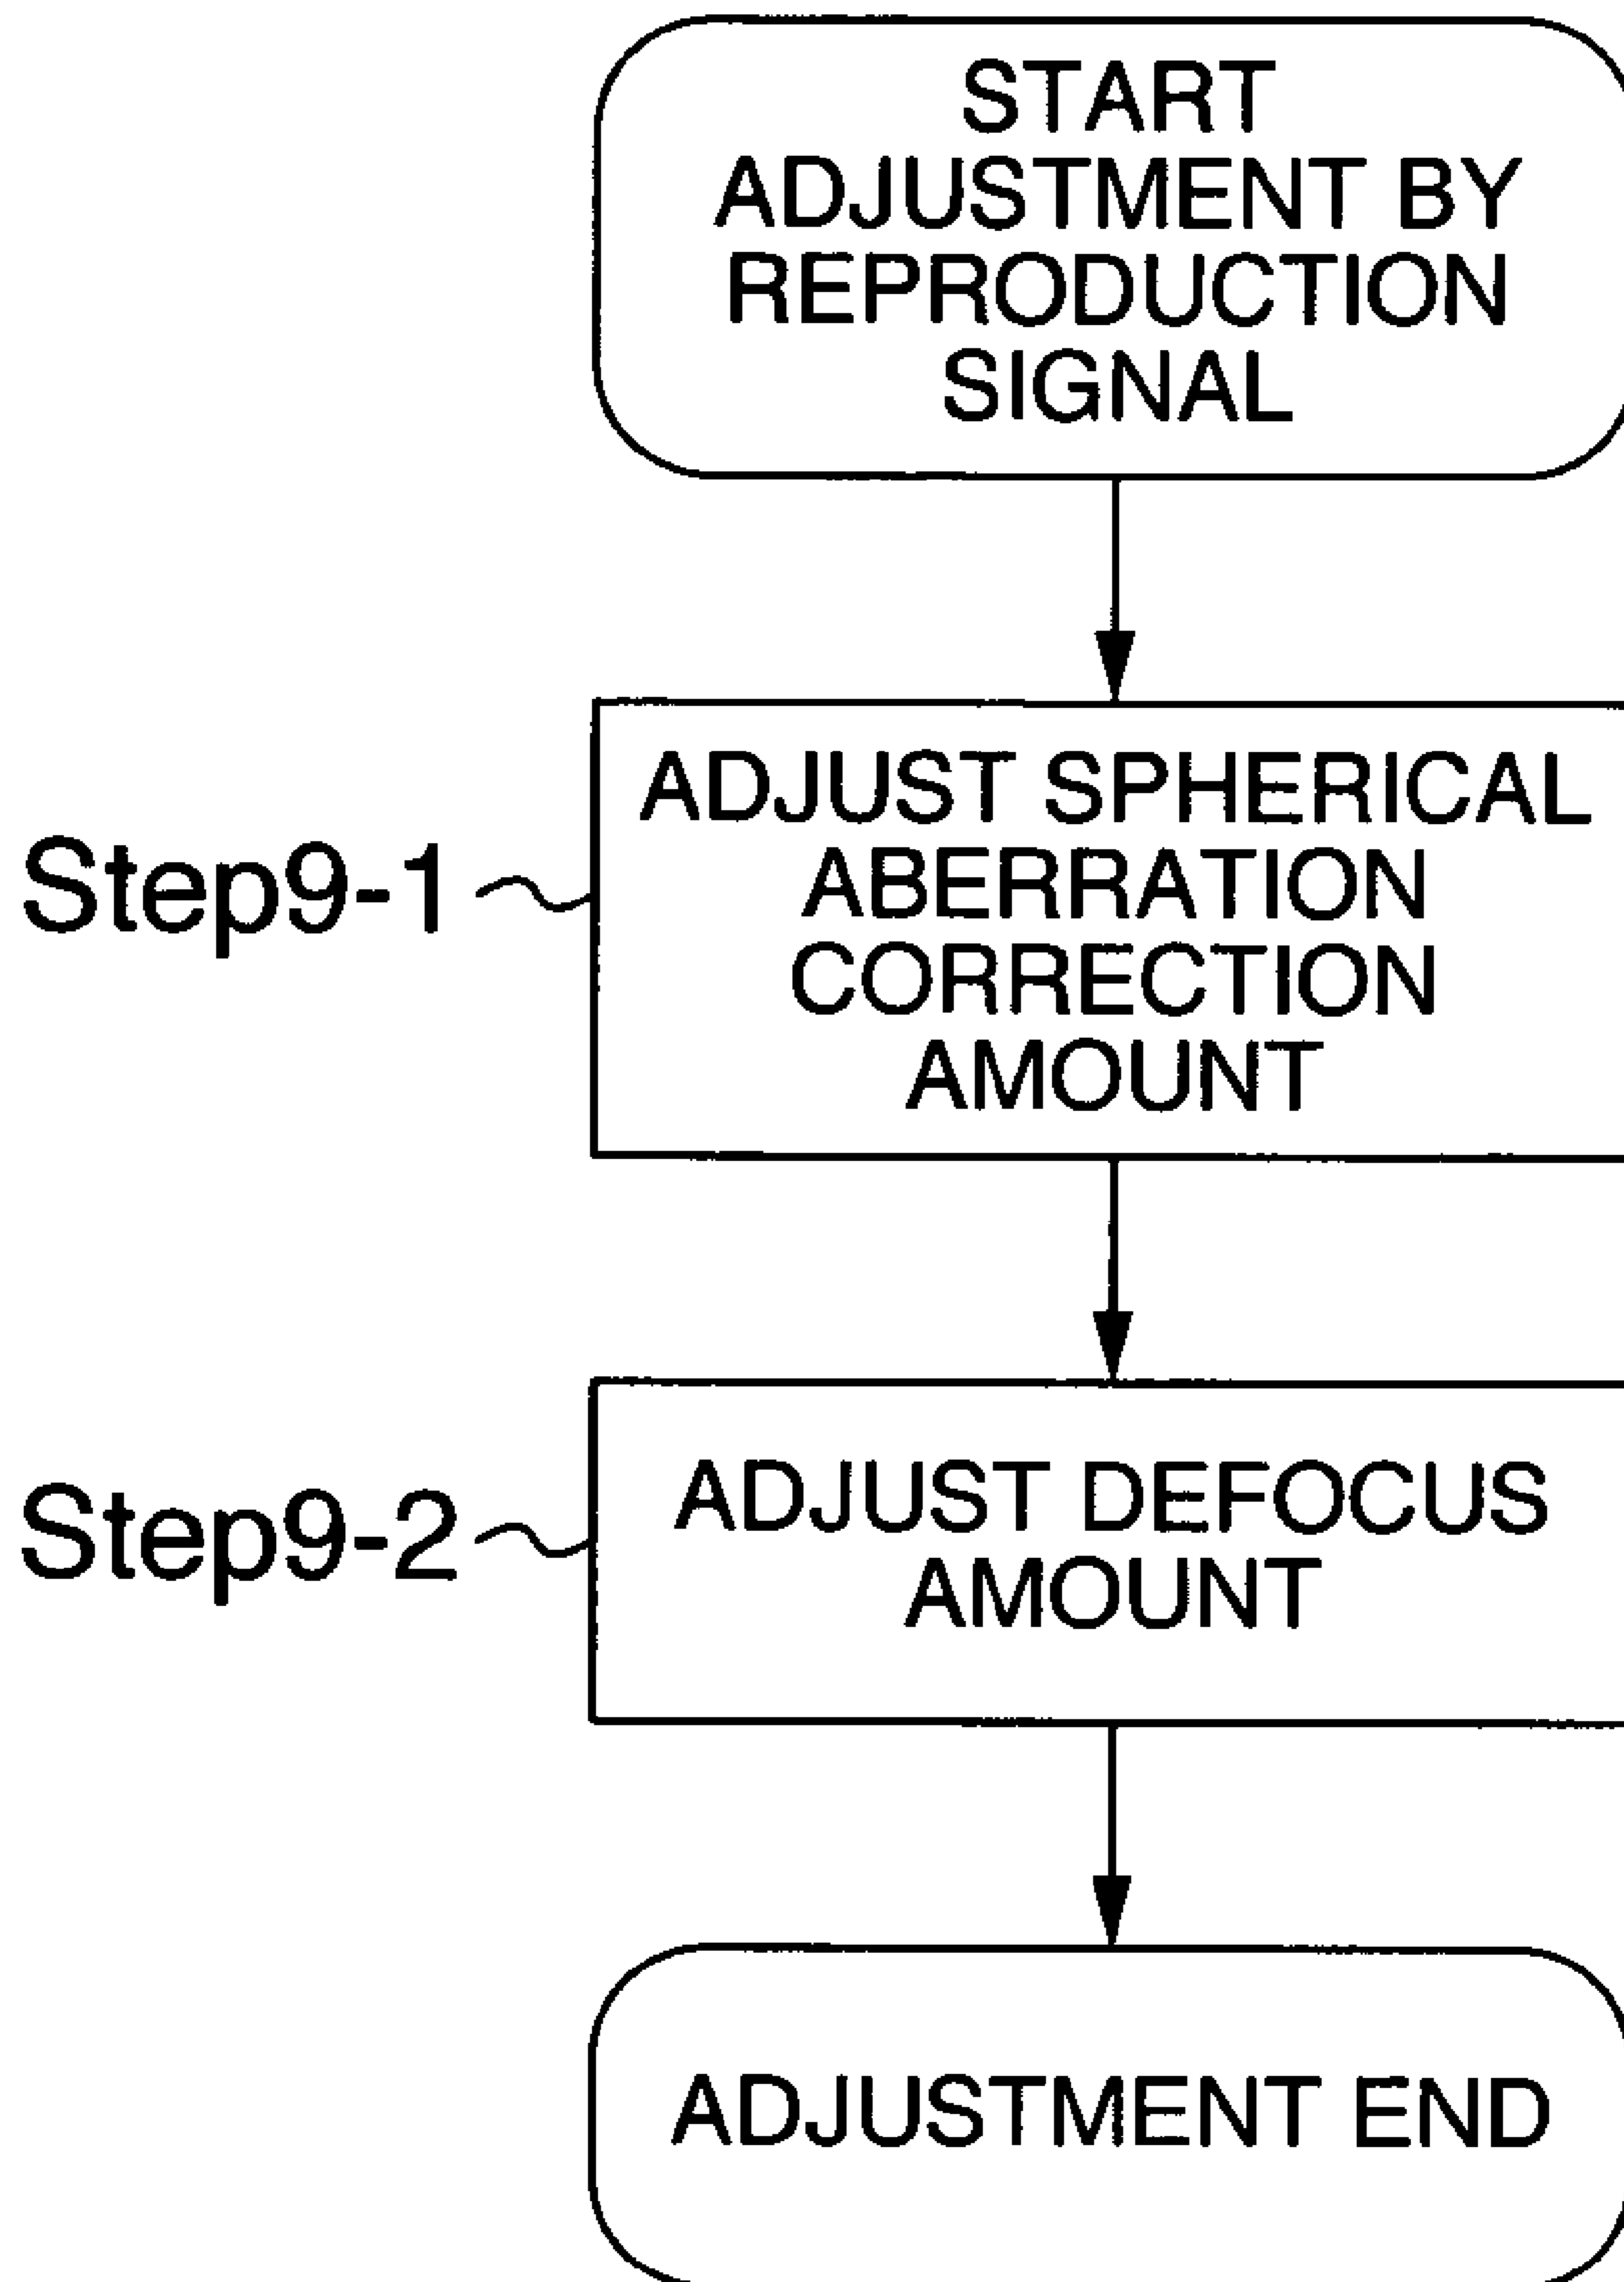 START
ADJUSTMENT BY
REPRODUCTION
SIGNAL
Step9-1
ADJUST SPHERICAL
ABERRATION
CORRECTION
AMOUNT
Step9-2
ADJUST DEFOCUS
AMOUNT
ADJUSTMENT END